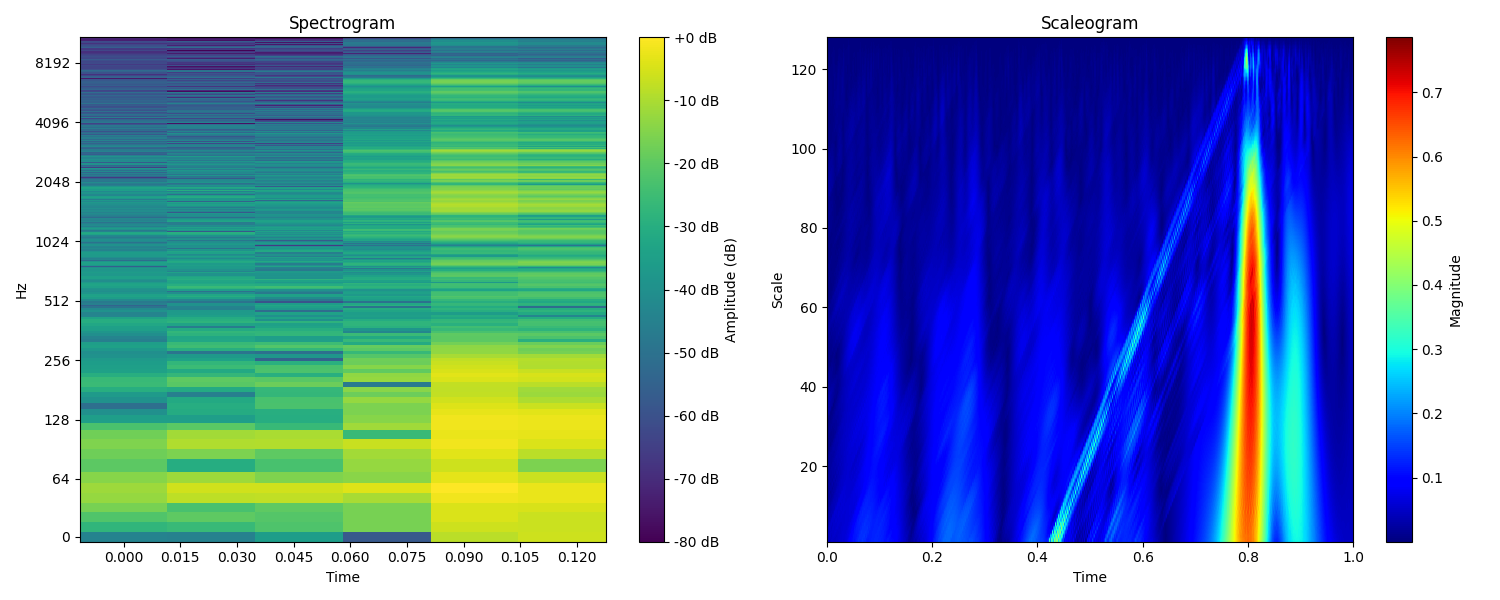 Spectrogram
Hz
8192
4096
2048
1024
512
256
128
64
0
0.000 0.015 0.030 0.045 0.060 0.075 0.090 0.105 0.120
Time
+0 dB
-10 dB
-20 dB
-30 dB
-40 dB
-50 dB
-60 dB
-70 dB
-80 dB
Amplitude (dB)
Scaleogram
Scale
120
100
80
60
40
20
0.0 0.2 0.4 0.6 0.8 1.0
Time
0.7
0.6
0.5
0.4
0.3
0.2
0.1
Magnitude